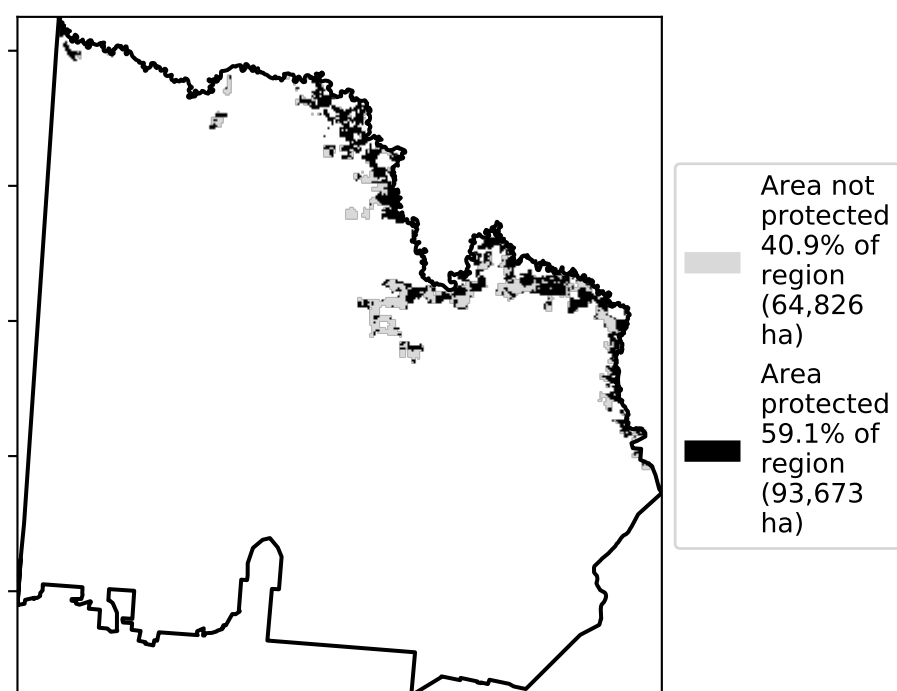 Area not
protected
40.9% of
region
(64,826
ha)
Area
protected
59.1% of
region
(93,673
ha)